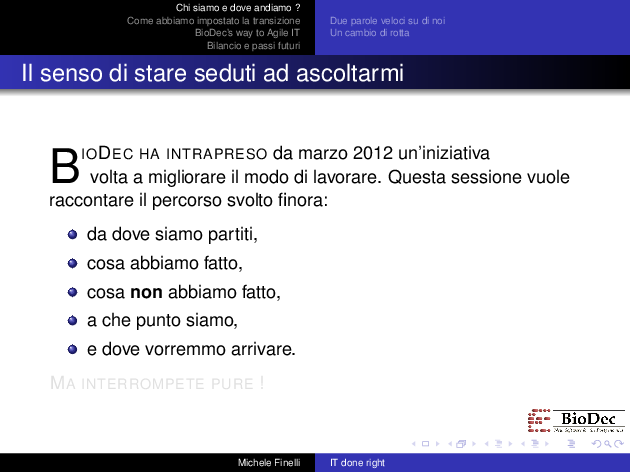 Chi siamo e dove andiamo ?
Come abbiamo impostato la transizione
BioDec's way to Agile IT
Bilancio e passi futuri
Due parole veloci su di noi
Un cambio di rotta
Il senso di stare seduti ad ascoltarmi
BIODEC HA INTRAPRESO da marzo 2012 un'iniziativa
volta a migliorare il modo di lavorare. Questa sessione vuole
raccontare il percorso svolto finora:
da dove siamo partiti,
cosa abbiamo fatto,
cosa non abbiamo fatto,
a che punto siamo,
e dove vorremmo arrivare.
MA INTERROMPETE PURE !
BioDec
Michele Finelli
IT done right